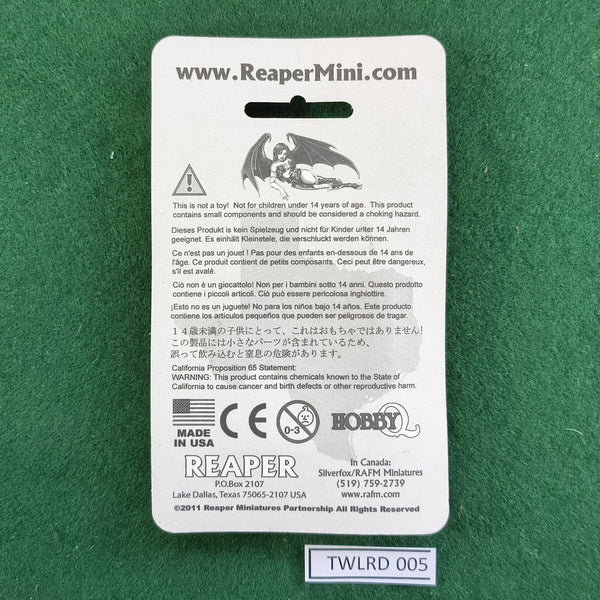 www.ReaperMini.com
This is not a toy! Not for children under 14 years of age. This product
contains small components and should be considered a choking hazard.
Dieses Produkt is kein Spielzeug und nicht für Kinder unter 14 Jahren
geeignet. Es einhält Kleinetele, die verschluckt werden können.
Ce n'est pas un jouet ! Pas pour des enfants en-dessous de 14 ans de
l'âge. Ce produit contient de petits composants. Ceci peut être dangereux,
s'il est avalé.
Ciò non è un giocattolo! Non per i bambini sotto 14 anni. Questo prodotto
contiene i piccoli articoli. Ciò può essere pericolosa inghiottire.
¡Esto no es un juguete! No para los niños bajo 14 años. Este producto
contiene los artículos pequeños que pueden ser peligrosos de tragar.
14歳未満の子供にとって、これはおもちゃではありません!
この製品には小さなパーツが含まれているため、
誤って飲み込むと窒息の危険があります。
California Proposition 65 Statement:
WARNING: This product contains chemicals known to the State of
California to cause cancer and birth defects or other reproductive harm.
MADE
IN USA
CE
0-3
HOBBY Q
REAPER
P.O.Box 2107
Lake Dallas, Texas 75065-2107 USA
In Canada:
Silverfox/RAFM Miniatures
(519) 759-2739
www.rafm.com
©2011 Reaper Miniatures Partnership All Rights Reserved
TWLRD 005